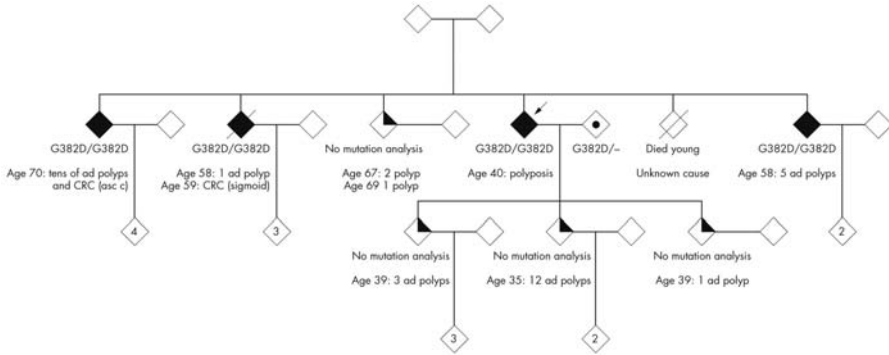 G382D/G382D
Age 70: tens of ad polyps
and CRC (asc c)
G382D/G382D
Age 58: 1 ad polyp
Age 59: CRC (sigmoid)
No mutation analysis
Age 67: 2 polyp
Age 69 1 polyp
G382D/G382D
Age 40: polyposis
G382D/–
Died young
Unknown cause
G382D/G382D
Age 58: 5 ad polyps
4
3
2
No mutation analysis
Age 39: 3 ad polyps
No mutation analysis
Age 35: 12 ad polyps
No mutation analysis
Age 39: 1 ad polyp
3
2